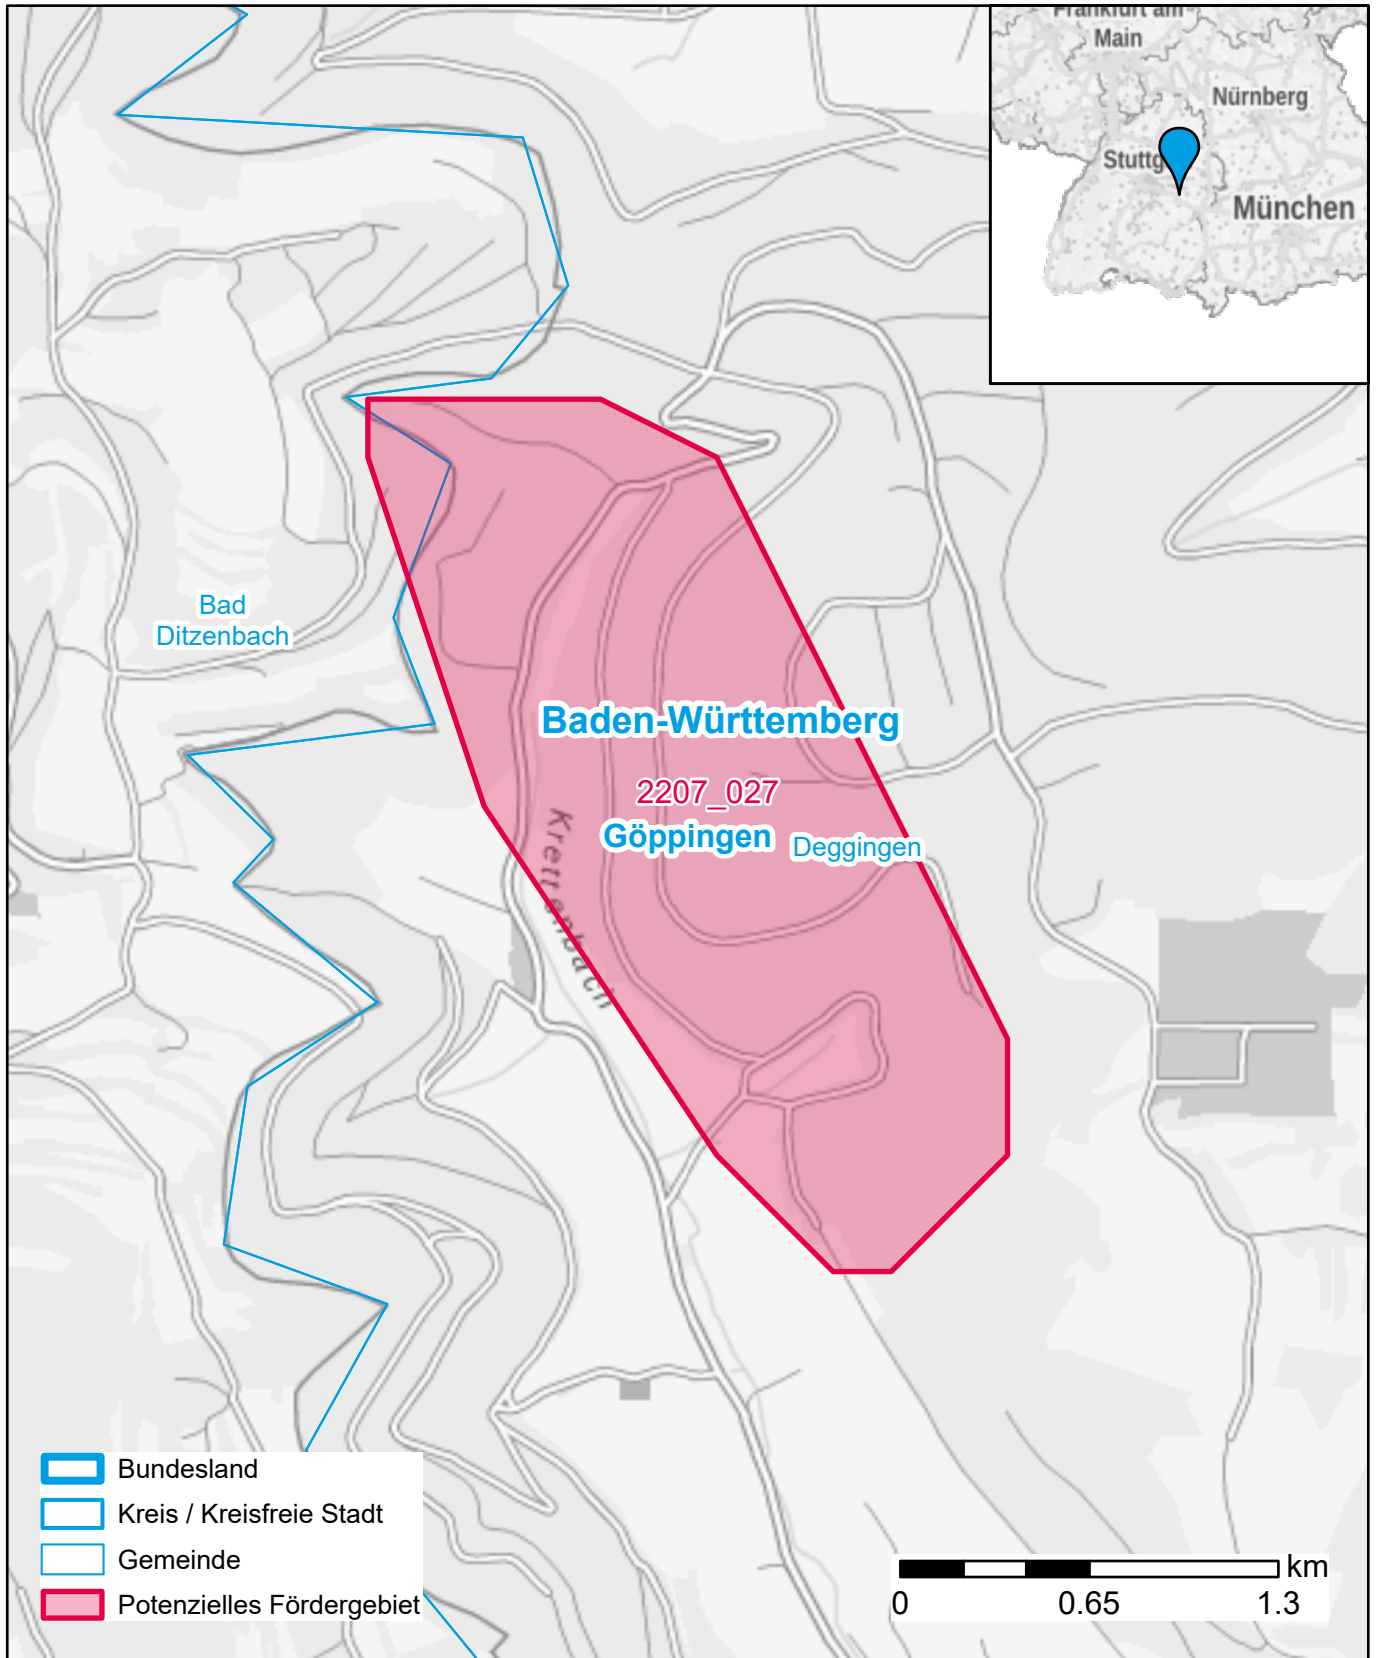 Frankfurt am
Main
Nürnberg
Stuttg
München
Bad
Ditzenbach
Baden-Württemberg
2207_027
Göppingen
Deggingen
Krettenbach
Bundesland
Kreis / Kreisfreie Stadt
Gemeinde
Potenzielles Fördergebiet
km
0 0.65 1.3